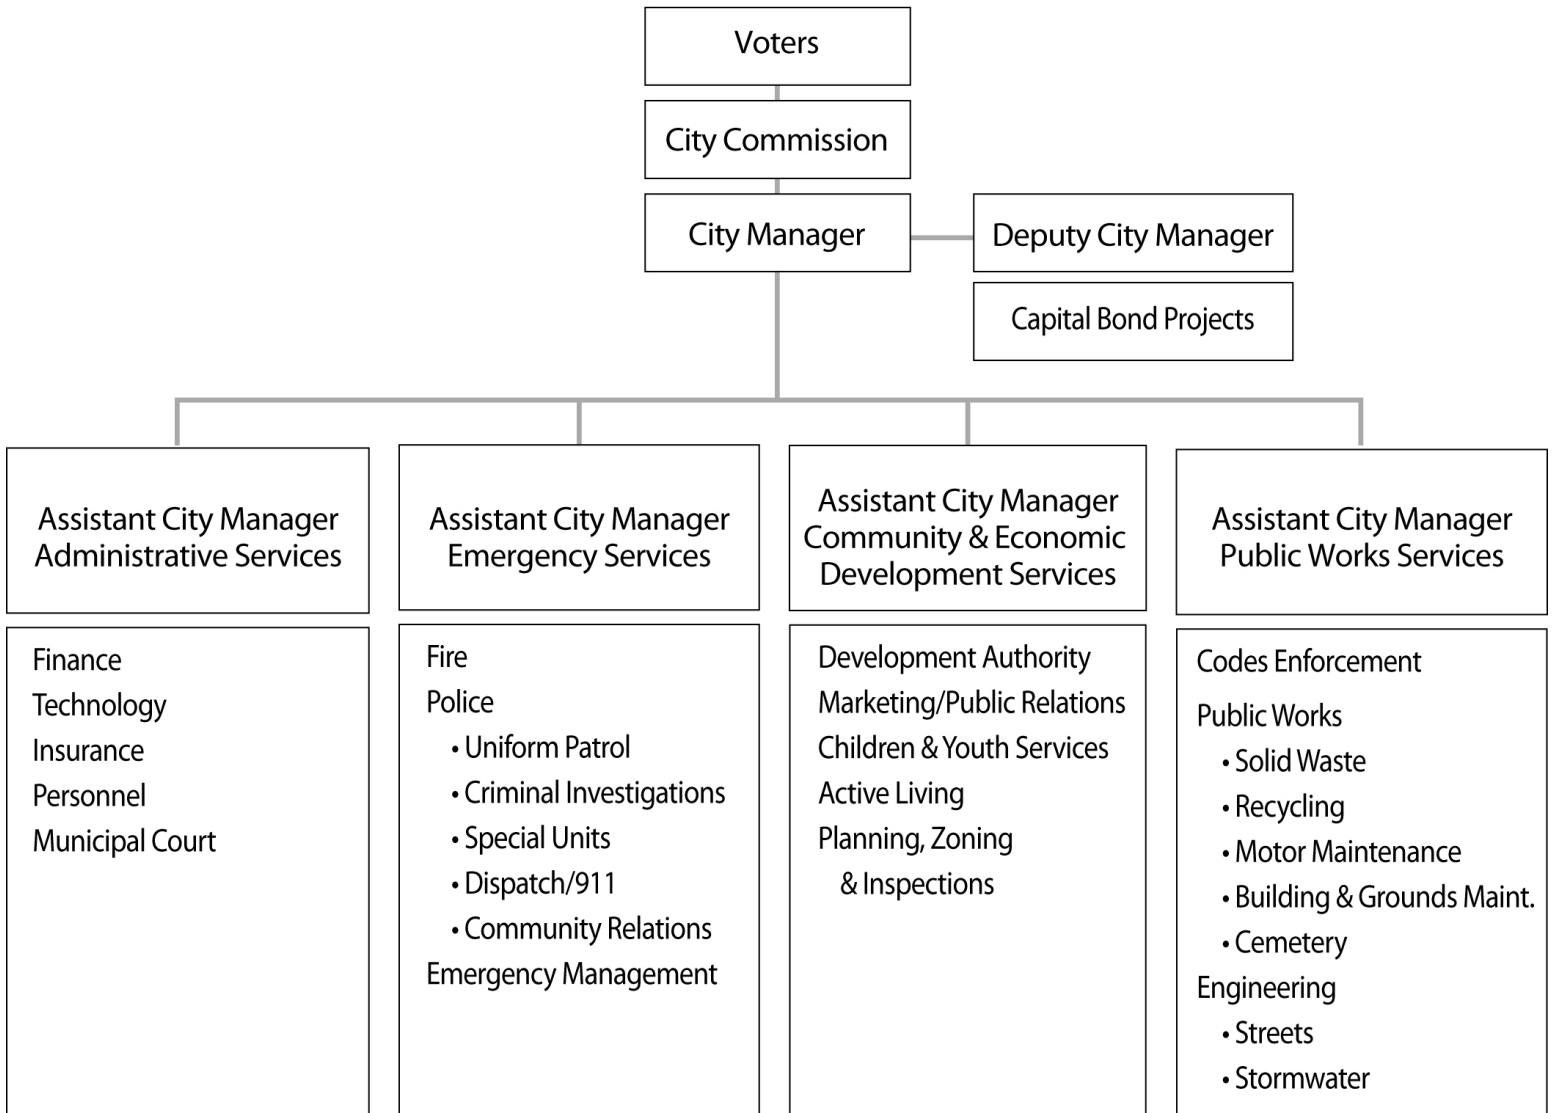 Voters
City Commission
City Manager
Deputy City Manager
Capital Bond Projects
Assistant City Manager
Administrative Services
Finance
Technology
Insurance
Personnel
Municipal Court
Assistant City Manager
Emergency Services
Fire
Police
• Uniform Patrol
• Criminal Investigations
• Special Units
• Dispatch/911
• Community Relations
Emergency Management
Assistant City Manager
Community & Economic
Development Services
Development Authority
Marketing/Public Relations
Children & Youth Services
Active Living
Planning, Zoning
& Inspections
Assistant City Manager
Public Works Services
Codes Enforcement
Public Works
• Solid Waste
• Recycling
• Motor Maintenance
• Building & Grounds Maint.
• Cemetery
Engineering
• Streets
• Stormwater